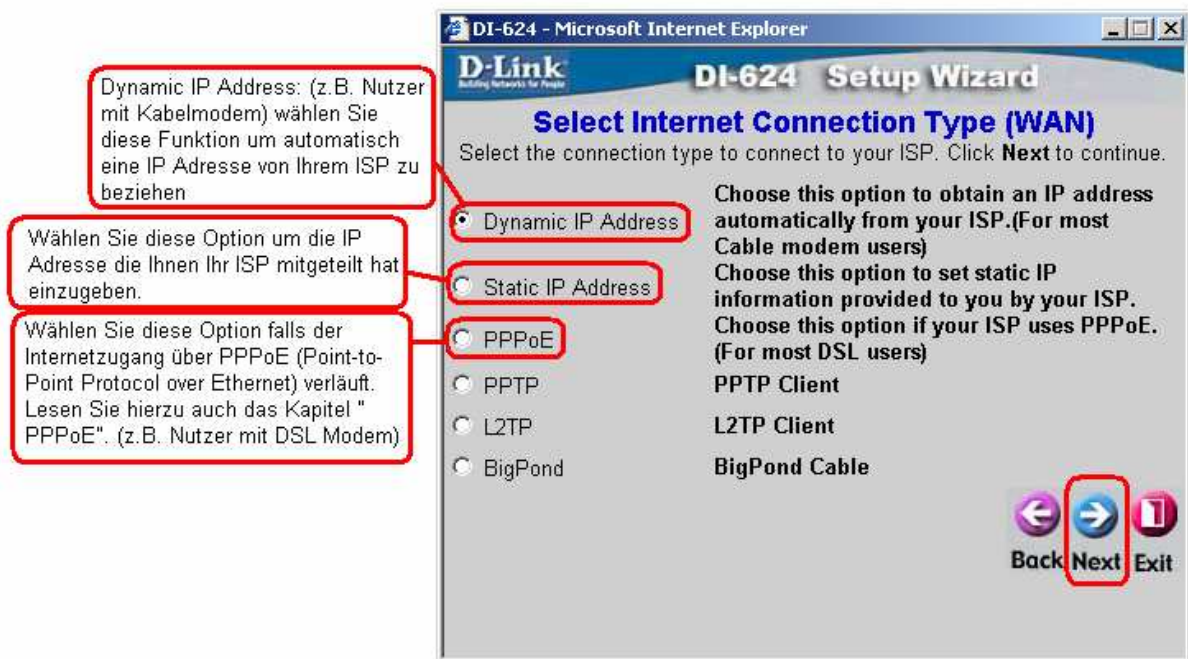 DI-624 - Microsoft Internet Explorer
D-Link
Building Networks for People
DI-624 Setup Wizard
Select Internet Connection Type (WAN)
Select the connection type to connect to your ISP. Click Next to continue.
Dynamic IP Address: (z.B. Nutzer
mit Kabelmodem) wählen Sie
diese Funktion um automatisch
eine IP Adresse von Ihrem ISP zu
beziehen
Dynamic IP Address
Choose this option to obtain an IP address
automatically from your ISP.(For most
Cable modem users)
Wählen Sie diese Option um die IP
Adresse die Ihnen Ihr ISP mitgeteilt hat
einzugeben.
Static IP Address
Choose this option to set static IP
information provided to you by your ISP.
Wählen Sie diese Option falls der
Internetzugang über PPPoE (Point-to-
Point Protocol over Ethernet) verläuft.
Lesen Sie hierzu auch das Kapitel "
PPPoE". (z.B. Nutzer mit DSL Modem)
PPPoE
Choose this option if your ISP uses PPPoE.
(For most DSL users)
PPTP
PPTP Client
L2TP
L2TP Client
BigPond
BigPond Cable
Back Next Exit